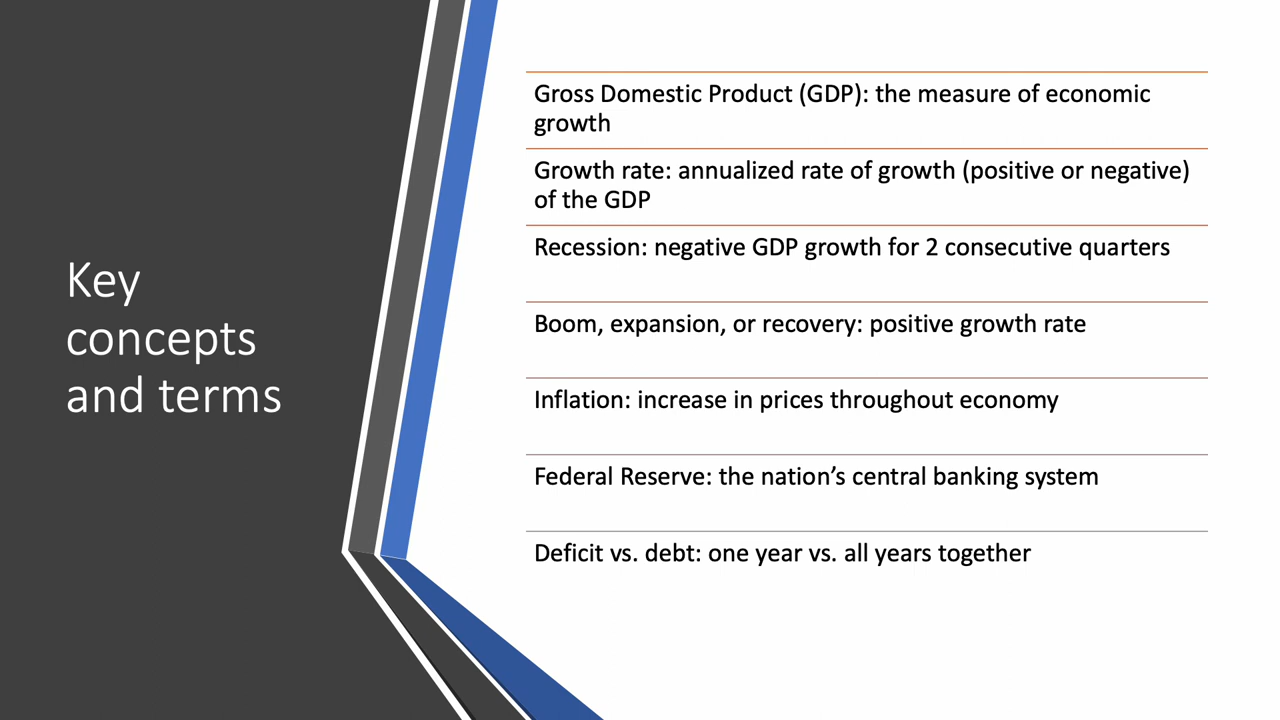 Key
concepts
and terms
Gross Domestic Product (GDP): the measure of economic
growth
Growth rate: annualized rate of growth (positive or negative)
of the GDP
Recession: negative GDP growth for 2 consecutive quarters
Boom, expansion, or recovery: positive growth rate
Inflation: increase in prices throughout economy
Federal Reserve: the nation’s central banking system
Deficit vs. debt: one year vs. all years together